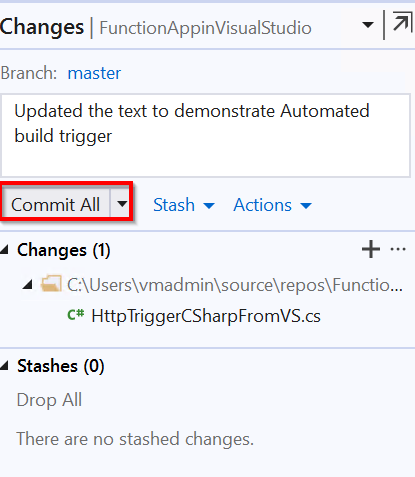 Changes | FunctionAppinVisualStudio
Branch: master
Updated the text to demonstrate Automated
build trigger
Commit All Stash Actions
Changes (1)
C:\Users\vmadmin\source\repos\Functio...
C# HttpTriggerCSharpFromVS.cs
Stashes (0)
Drop All
There are no stashed changes.